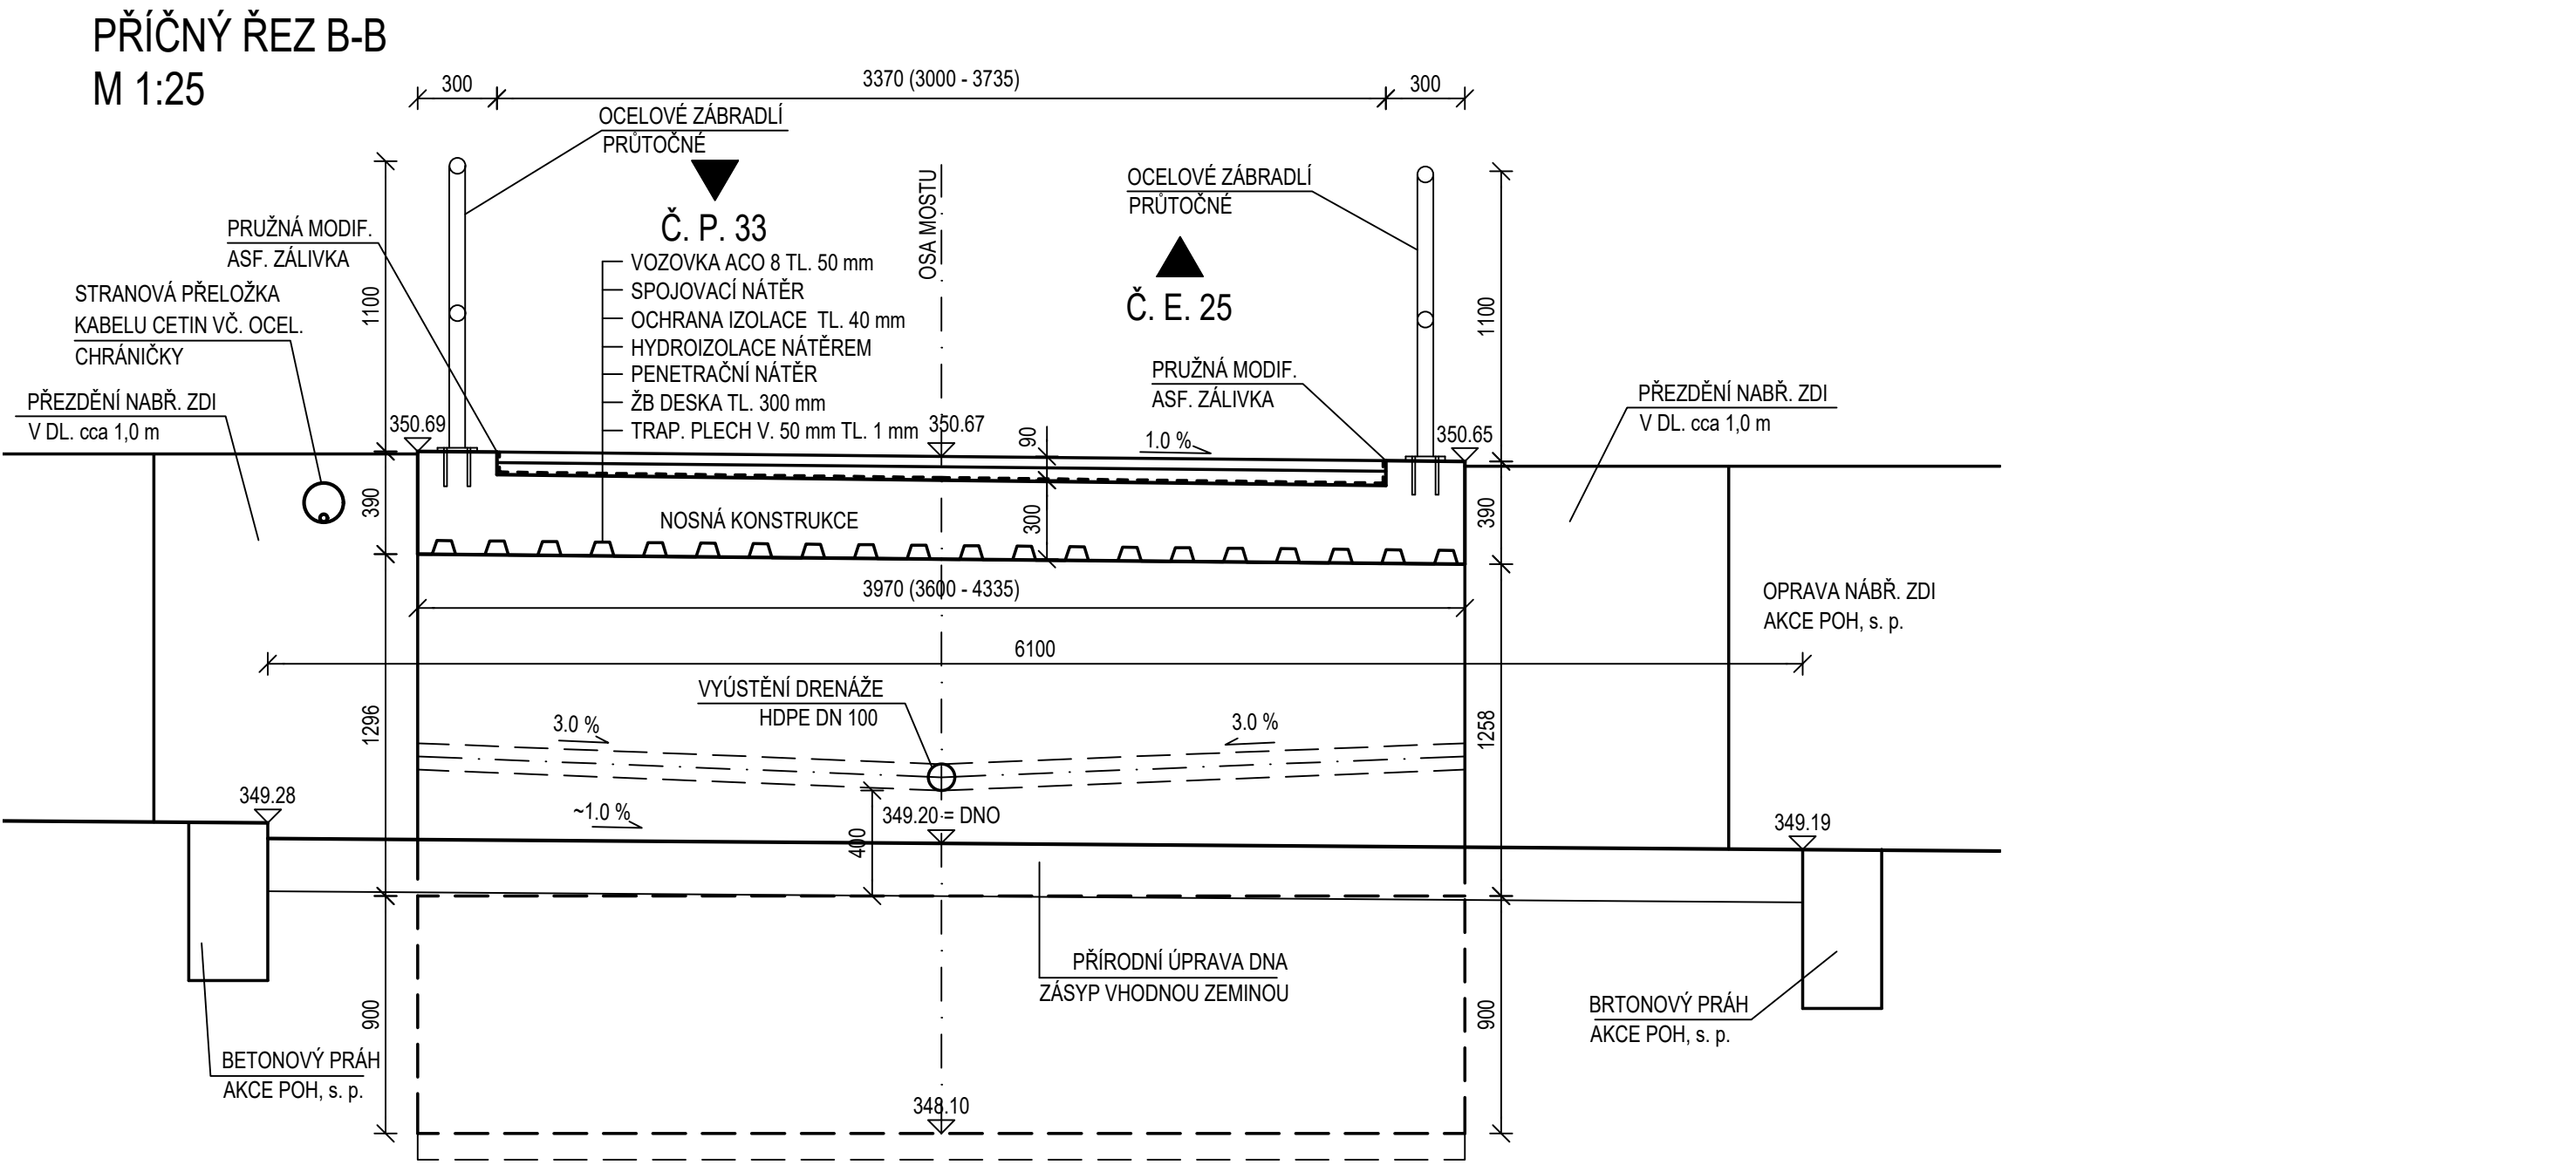 PŘÍČNÝ ŘEZ B-B
M 1:25
300
3370 (3000 - 3735)
300
OCELOVÉ ZÁBRADLÍ
PRŮTOČNÉ
Č. P. 33
OSA MOSTU
OCELOVÉ ZÁBRADLÍ
PRŮTOČNÉ
Č. E. 25
PRUŽNÁ MODIF.
ASF. ZÁLIVKA
STRANOVÁ PŘELOŽKA
KABELU CETIN VČ. OCEL.
CHRÁNIČKY
PŘEZDĚNÍ NABŘ. ZDI
V DL. cca 1,0 m
1100
VOZOVKA ACO 8 TL. 50 mm
SPOJOVACÍ NÁTĚR
OCHRANA IZOLACE TL. 40 mm
HYDROIZOLACE NÁTĚREM
PENETRAČNÍ NÁTĚR
ŽB DESKA TL. 300 mm
TRAP. PLECH V. 50 mm TL. 1 mm
PRUŽNÁ MODIF.
ASF. ZÁLIVKA
1100
PŘEZDĚNÍ NABŘ. ZDI
V DL. cca 1,0 m
350.69
350.67
90
1.0 %
350.65
390
NOSNÁ KONSTRUKCE
300
390
3970 (3600 - 4335)
OPRAVA NÁBŘ. ZDI
AKCE POH, s. p.
6100
1296
VYÚSTĚNÍ DRENÁŽE
HDPE DN 100
3.0 %
3.0 %
1258
349.28
~1.0 %
349.20 = DNO
400
349.19
PŘÍRODNÍ ÚPRAVA DNA
ZÁSYP VHODNOU ZEMINOU
900
900
BRTONOVÝ PRÁH
AKCE POH, s. p.
BETONOVÝ PRÁH
AKCE POH, s. p.
348.10